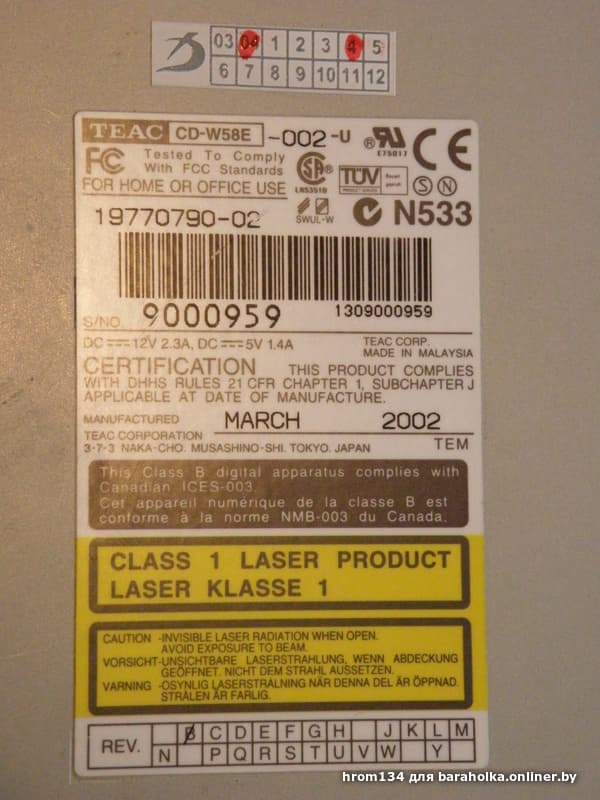 03 04 1 2 3 4 5
6 7 8 9 10 11 12
TEAC CD-W58E -002-U
FC Tested To Comply
With FCC Standards
FOR HOME OR OFFICE USE
E75017 CE
LR53518 TÜV S N
19770790-02 SWUL-W N533
S/NO. 9000959 1309000959
DC 12V 2.3A, DC 5V 1.4A TEAC CORP.
MADE IN MALAYSIA
CERTIFICATION THIS PRODUCT COMPLIES
WITH DHHS RULES 21 CFR CHAPTER 1, SUBCHAPTER J
APPLICABLE AT DATE OF MANUFACTURE.
MANUFACTURED MARCH 2002
TEAC CORPORATION TEM
3-7-3 NAKA-CHO. MUSASHINO-SHI. TOKYO. JAPAN
This Class B digital apparatus complies with
Canadian ICES-003.
Cet appareil numérique de la classe B est
conforme à la norme NMB-003 du Canada.
CLASS 1 LASER PRODUCT
LASER KLASSE 1
CAUTION -INVISIBLE LASER RADIATION WHEN OPEN.
AVOID EXPOSURE TO BEAM.
VORSICHT-UNSICHTBARE LASERSTRAHLUNG, WENN ABDECKUNG
GEÖFFNET. NICHT DEM STRAHL AUSSETZEN.
VARNING -OSYNLIG LASERSTRÅLNING NÄR DENNA DEL ÄR ÖPPNAD.
STRÅLEN ÄR FARLIG.
REV. B C D E F G H J K L M
N P Q R S T U V W Y
hrom134 для baraholka.onliner.by